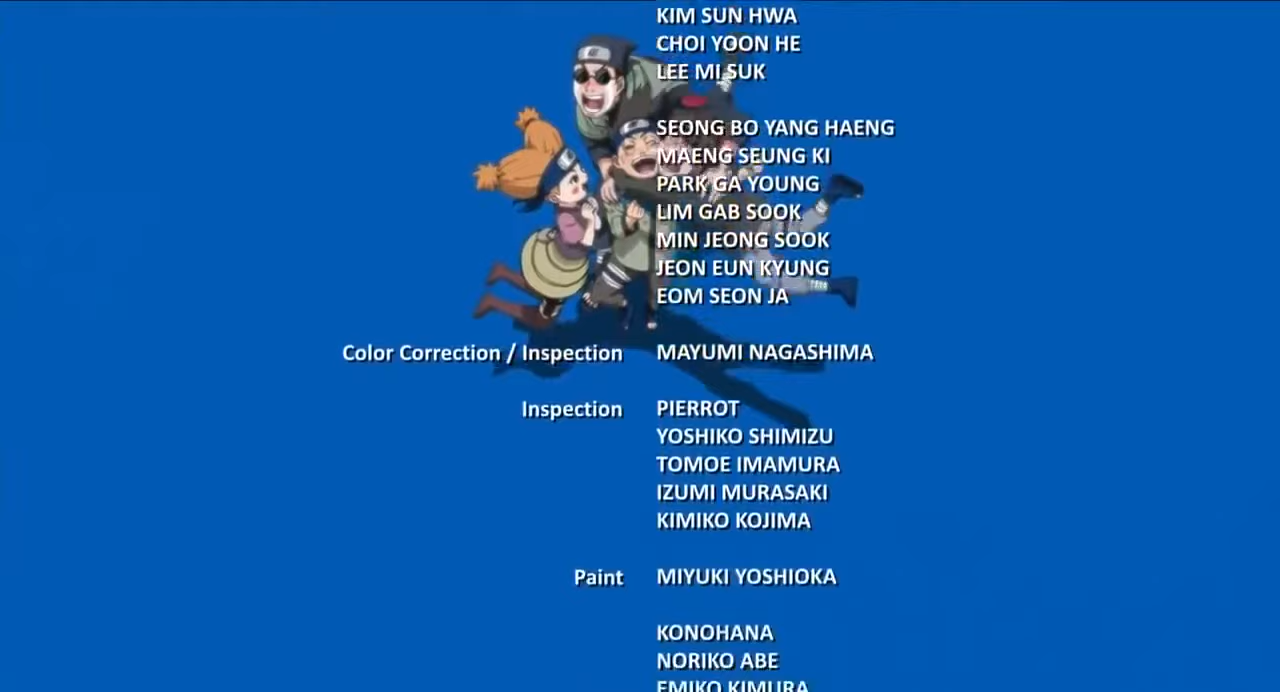 KIM SUN HWA
CHOI YOON HE
LEE MI SUK
SEONG BO YANG HAENG
MAENG SEUNG KI
PARK GA YOUNG
LIM GAB SOOK
MIN JEONG SOOK
JEON EUN KYUNG
EOM SEON JA
Color Correction / Inspection MAYUMI NAGASHIMA
Inspection PIERROT
YOSHIKO SHIMIZU
TOMOE IMAMURA
IZUMI MURASAKI
KIMIKO KOJIMA
Paint MIYUKI YOSHIOKA
KONOHANA
NORIKO ABE
EMIKO KIMURA